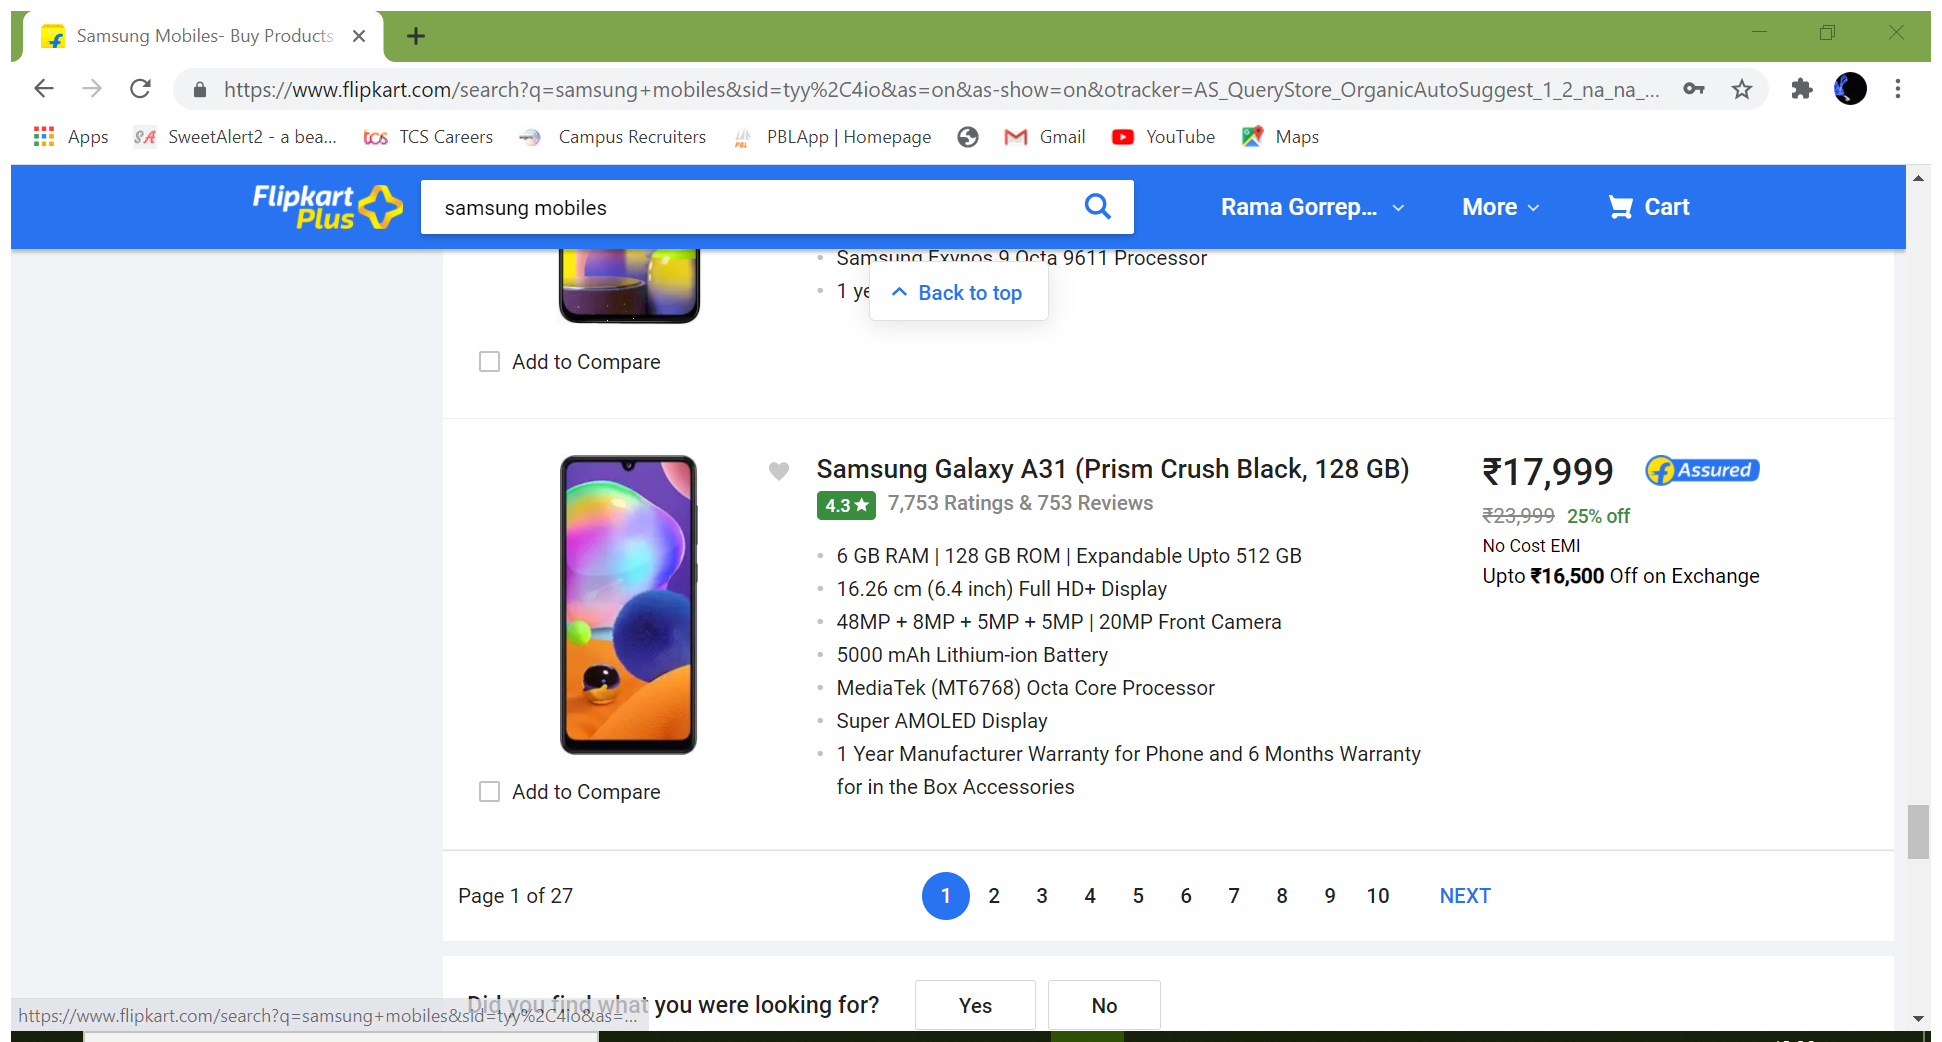 Samsung Mobiles- Buy Products
https://www.flipkart.com/search?q=samsung+mobiles&sid=tyy%2C4io&as=on&as-show=on&otracker=AS_QueryStore_OrganicAutoSuggest_1_2_na_na_...
Apps SA SweetAlert2 - a bea... tcs TCS Careers Campus Recruiters PBL PBLApp | Homepage Gmail YouTube Maps
Flipkart Plus samsung mobiles Rama Gorrep... More Cart
Samsung Exynos 9 Octa 9611 Processor
1 ye
Back to top
Add to Compare
Samsung Galaxy A31 (Prism Crush Black, 128 GB) ₹17,999 Assured
4.3 ★ 7,753 Ratings & 753 Reviews
₹23,999 25% off
No Cost EMI
Upto ₹16,500 Off on Exchange
6 GB RAM | 128 GB ROM | Expandable Upto 512 GB
16.26 cm (6.4 inch) Full HD+ Display
48MP + 8MP + 5MP + 5MP | 20MP Front Camera
5000 mAh Lithium-ion Battery
MediaTek (MT6768) Octa Core Processor
Super AMOLED Display
1 Year Manufacturer Warranty for Phone and 6 Months Warranty
for in the Box Accessories
Add to Compare
Page 1 of 27 1 2 3 4 5 6 7 8 9 10 NEXT
Did you find what you were looking for? Yes No
https://www.flipkart.com/search?q=samsung+mobiles&sid=tyy%2C4io&as=...